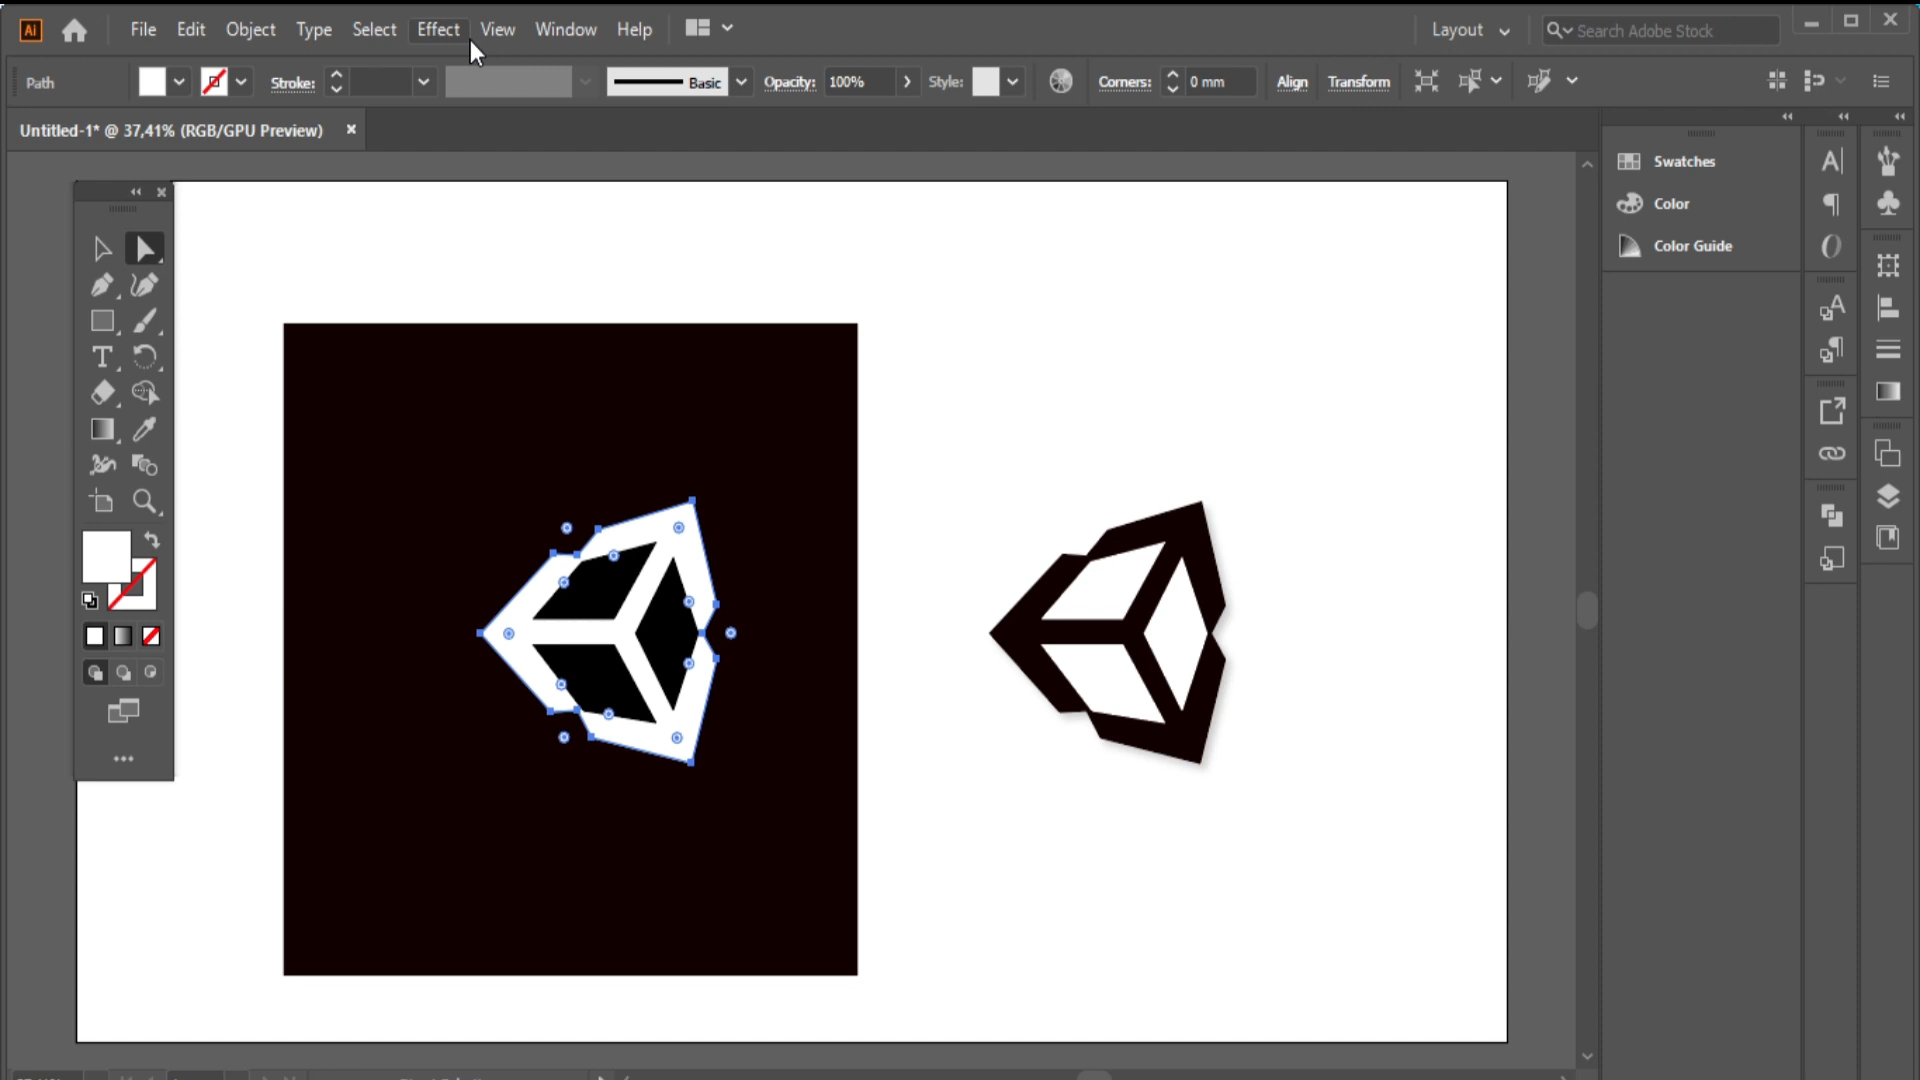 Ai File Edit Object Type Select Effect View Window Help Layout Search Adobe Stock
Path Stroke: Basic Opacity: 100% Style: Corners: 0 mm Align Transform
Untitled-1* @ 37,41% (RGB/GPU Preview)
Swatches
Color
Color Guide